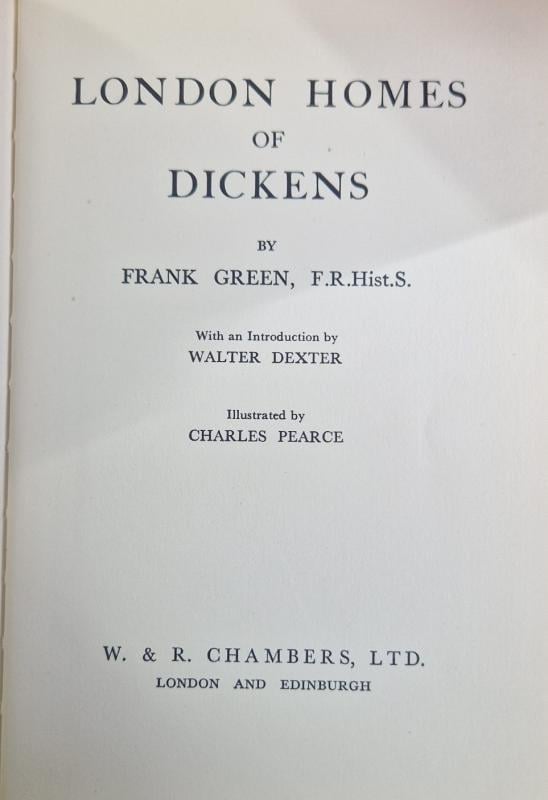 LONDON HOMES
OF
DICKENS
BY
FRANK GREEN, F.R.Hist.S.
With an Introduction by
WALTER DEXTER
Illustrated by
CHARLES PEARCE
W. & R. CHAMBERS, LTD.
LONDON AND EDINBURGH